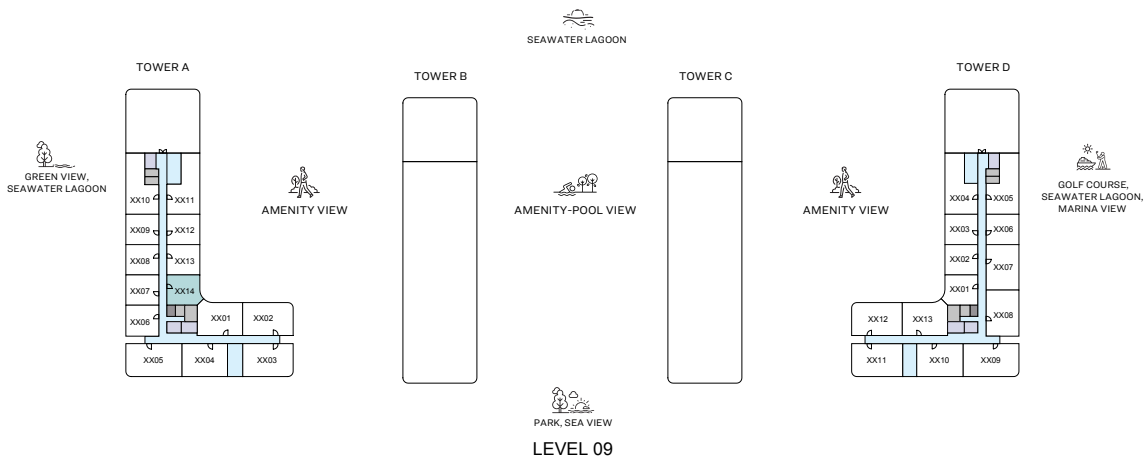 SEAWATER LAGOON
TOWER A
TOWER B
TOWER C
TOWER D
GREEN VIEW,
SEAWATER LAGOON
AMENITY VIEW
AMENITY-POOL VIEW
AMENITY VIEW
GOLF COURSE,
SEAWATER LAGOON,
MARINA VIEW
XX10 XX11
XX09 XX12
XX08 XX13
XX07 XX14
XX06 XX01 XX02
XX05 XX04 XX03
XX04 XX05
XX03 XX06
XX02 XX07
XX01
XX12 XX13 XX08
XX11 XX10 XX09
PARK, SEA VIEW
LEVEL 09